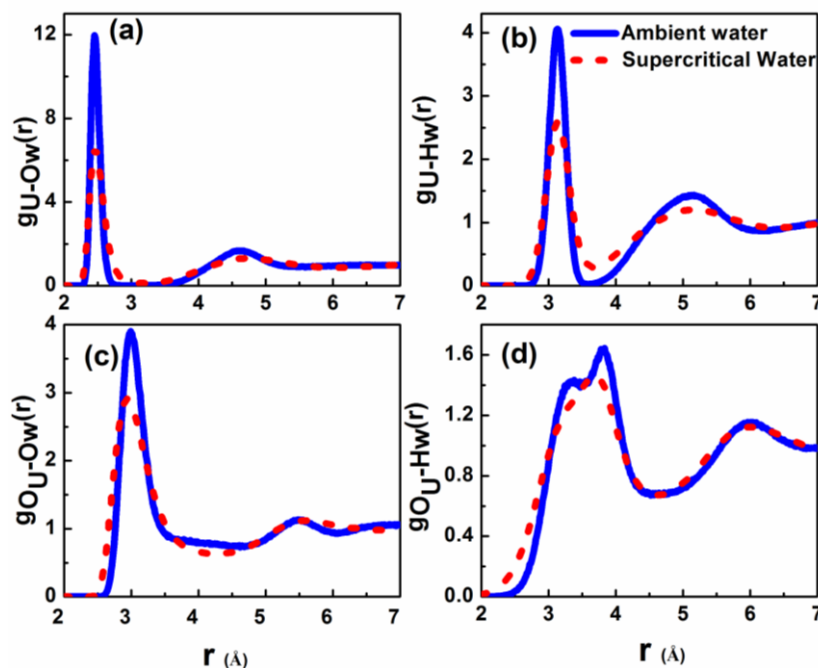 (a)
12
8
4
0
2 3 4 5 6 7
gU-Ow(r)
(b)
Ambient water
Supercritical Water
4
3
2
1
0
2 3 4 5 6 7
gU-Hw(r)
(c)
4
3
2
1
0
2 3 4 5 6 7
gOU-Ow(r)
r (Å)
(d)
1.6
1.2
0.8
0.4
0.0
2 3 4 5 6 7
gOU-Hw(r)
r (Å)